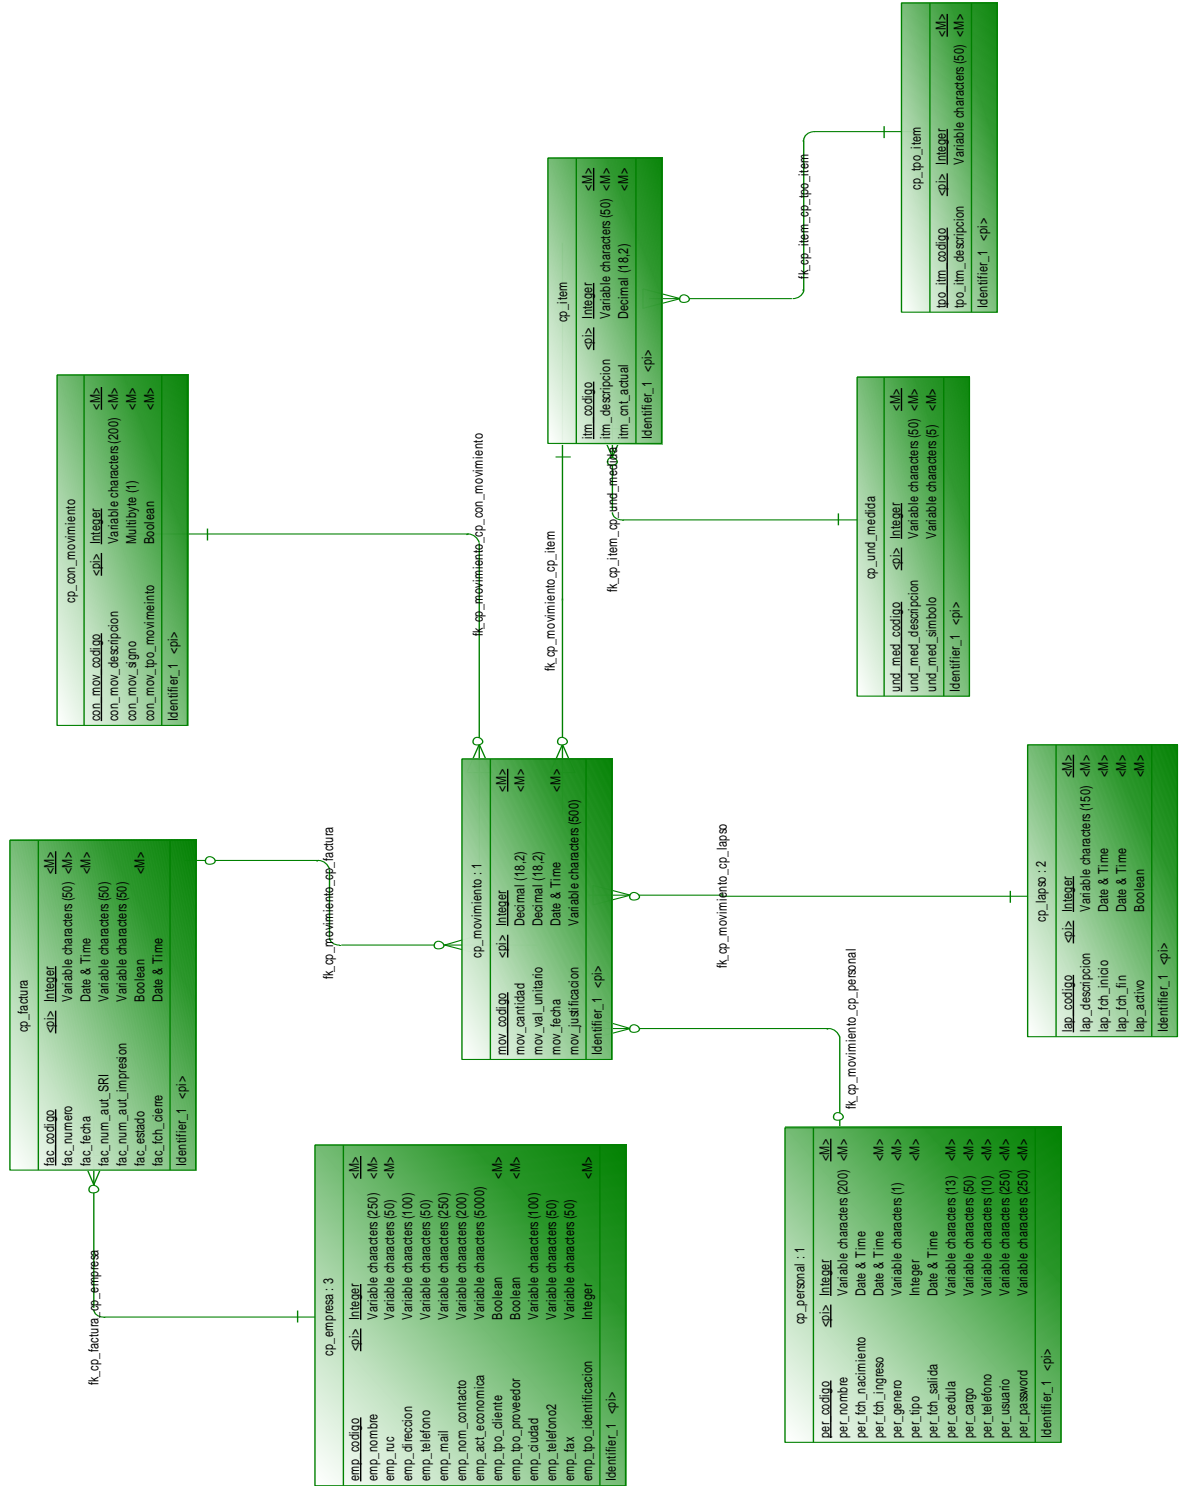 cp_tpo_item
tpo_itm_codigo <pi> Integer <M>
tpo_itm_descripcion Variable characters (50) <M>
Identifier_1 <pi>
fk_cp_item_cp_tpo_item
cp_item
itm_codigo <pi> Integer <M>
itm_descripcion Variable characters (50) <M>
itm_cnt_actual Decimal (18,2) <M>
Identifier_1 <pi>
cp_con_movimiento
con_mov_codigo <pi> Integer <M>
con_mov_descripcion Variable characters (200) <M>
con_mov_signo Multibyte (1) <M>
con_mov_tpo_movimeinto Boolean <M>
Identifier_1 <pi>
fk_cp_movimiento_cp_con_movimiento
fk_cp_movimiento_cp_item
fk_cp_item_cp_und_medida
cp_und_medida
und_med_codigo <pi> Integer <M>
und_med_descripcion Variable characters (50) <M>
und_med_simbolo Variable characters (5) <M>
Identifier_1 <pi>
cp_factura
fac_codigo <pi> Integer <M>
fac_numero Variable characters (50) <M>
fac_fecha Date & Time <M>
fac_num_aut_SRI Variable characters (50)
fac_num_aut_impresion Variable characters (50)
fac_estado Boolean <M>
fac_fch_cierre Date & Time
Identifier_1 <pi>
fk_cp_movimiento_cp_factura
cp_movimiento : 1
mov_codigo <pi> Integer <M>
mov_cantidad Decimal (18,2) <M>
mov_val_unitario Decimal (18,2)
mov_fecha Date & Time <M>
mov_justificacion Variable characters (500)
Identifier_1 <pi>
fk_cp_movimiento_cp_lapso
cp_lapso : 2
lap_codigo <pi> Integer <M>
lap_descripcion Variable characters (150) <M>
lap_fch_inicio Date & Time <M>
lap_fch_fin Date & Time <M>
lap_activo Boolean <M>
Identifier_1 <pi>
fk_cp_movimiento_cp_personal
fk_cp_factura_cp_empresa
cp_empresa : 3
emp_codigo <pi> Integer <M>
emp_nombre Variable characters (250) <M>
emp_ruc Variable characters (50) <M>
emp_direccion Variable characters (100)
emp_telefono Variable characters (50)
emp_mail Variable characters (250)
emp_nom_contacto Variable characters (200)
emp_act_economica Variable characters (5000)
emp_tpo_cliente Boolean <M>
emp_tpo_proveedor Boolean <M>
emp_ciudad Variable characters (100)
emp_telefono2 Variable characters (50)
emp_fax Variable characters (50)
emp_tpo_identificacion Integer <M>
Identifier_1 <pi>
cp_personal : 1
per_codigo <pi> Integer <M>
per_nombre Variable characters (200) <M>
per_fch_nacimiento Date & Time
per_fch_ingreso Date & Time <M>
per_genero Variable characters (1) <M>
per_tipo Integer <M>
per_fch_salida Date & Time
per_cedula Variable characters (13) <M>
per_cargo Variable characters (50) <M>
per_telefono Variable characters (10) <M>
per_usuario Variable characters (250) <M>
per_password Variable characters (250) <M>
Identifier_1 <pi>